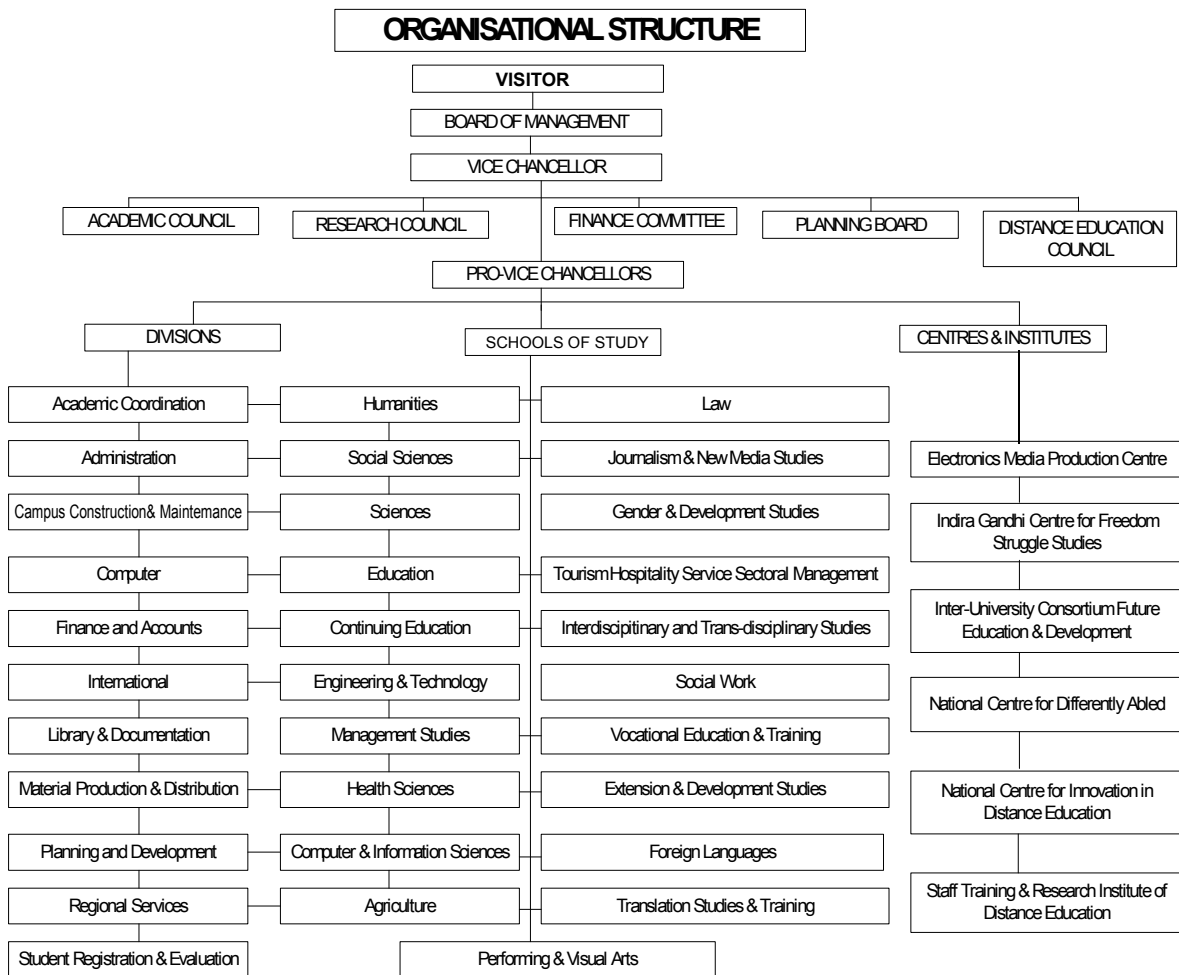 ORGANISATIONAL STRUCTURE
VISITOR
BOARD OF MANAGEMENT
VICE CHANCELLOR
ACADEMIC COUNCIL
RESEARCH COUNCIL
FINANCE COMMITTEE
PLANNING BOARD
DISTANCE EDUCATION
COUNCIL
PRO-VICE CHANCELLORS
DIVISIONS
SCHOOLS OF STUDY
CENTRES & INSTITUTES
Academic Coordination
Administration
Campus Construction& Maintemance
Computer
Finance and Accounts
International
Library & Documentation
Material Production & Distribution
Planning and Development
Regional Services
Student Registration & Evaluation
Humanities
Social Sciences
Sciences
Education
Continuing Education
Engineering & Technology
Management Studies
Health Sciences
Computer & Information Sciences
Agriculture
Law
Journalism & New Media Studies
Gender & Development Studies
Tourism Hospitality Service Sectoral Management
Interdiscipitinary and Trans-disciplinary Studies
Social Work
Vocational Education & Training
Extension & Development Studies
Foreign Languages
Translation Studies & Training
Performing & Visual Arts
Electronics Media Production Centre
Indira Gandhi Centre for Freedom
Struggle Studies
Inter-University Consortium Future
Education & Development
National Centre for Differently Abled
National Centre for Innovation in
Distance Education
Staff Training & Research Institute of
Distance Education